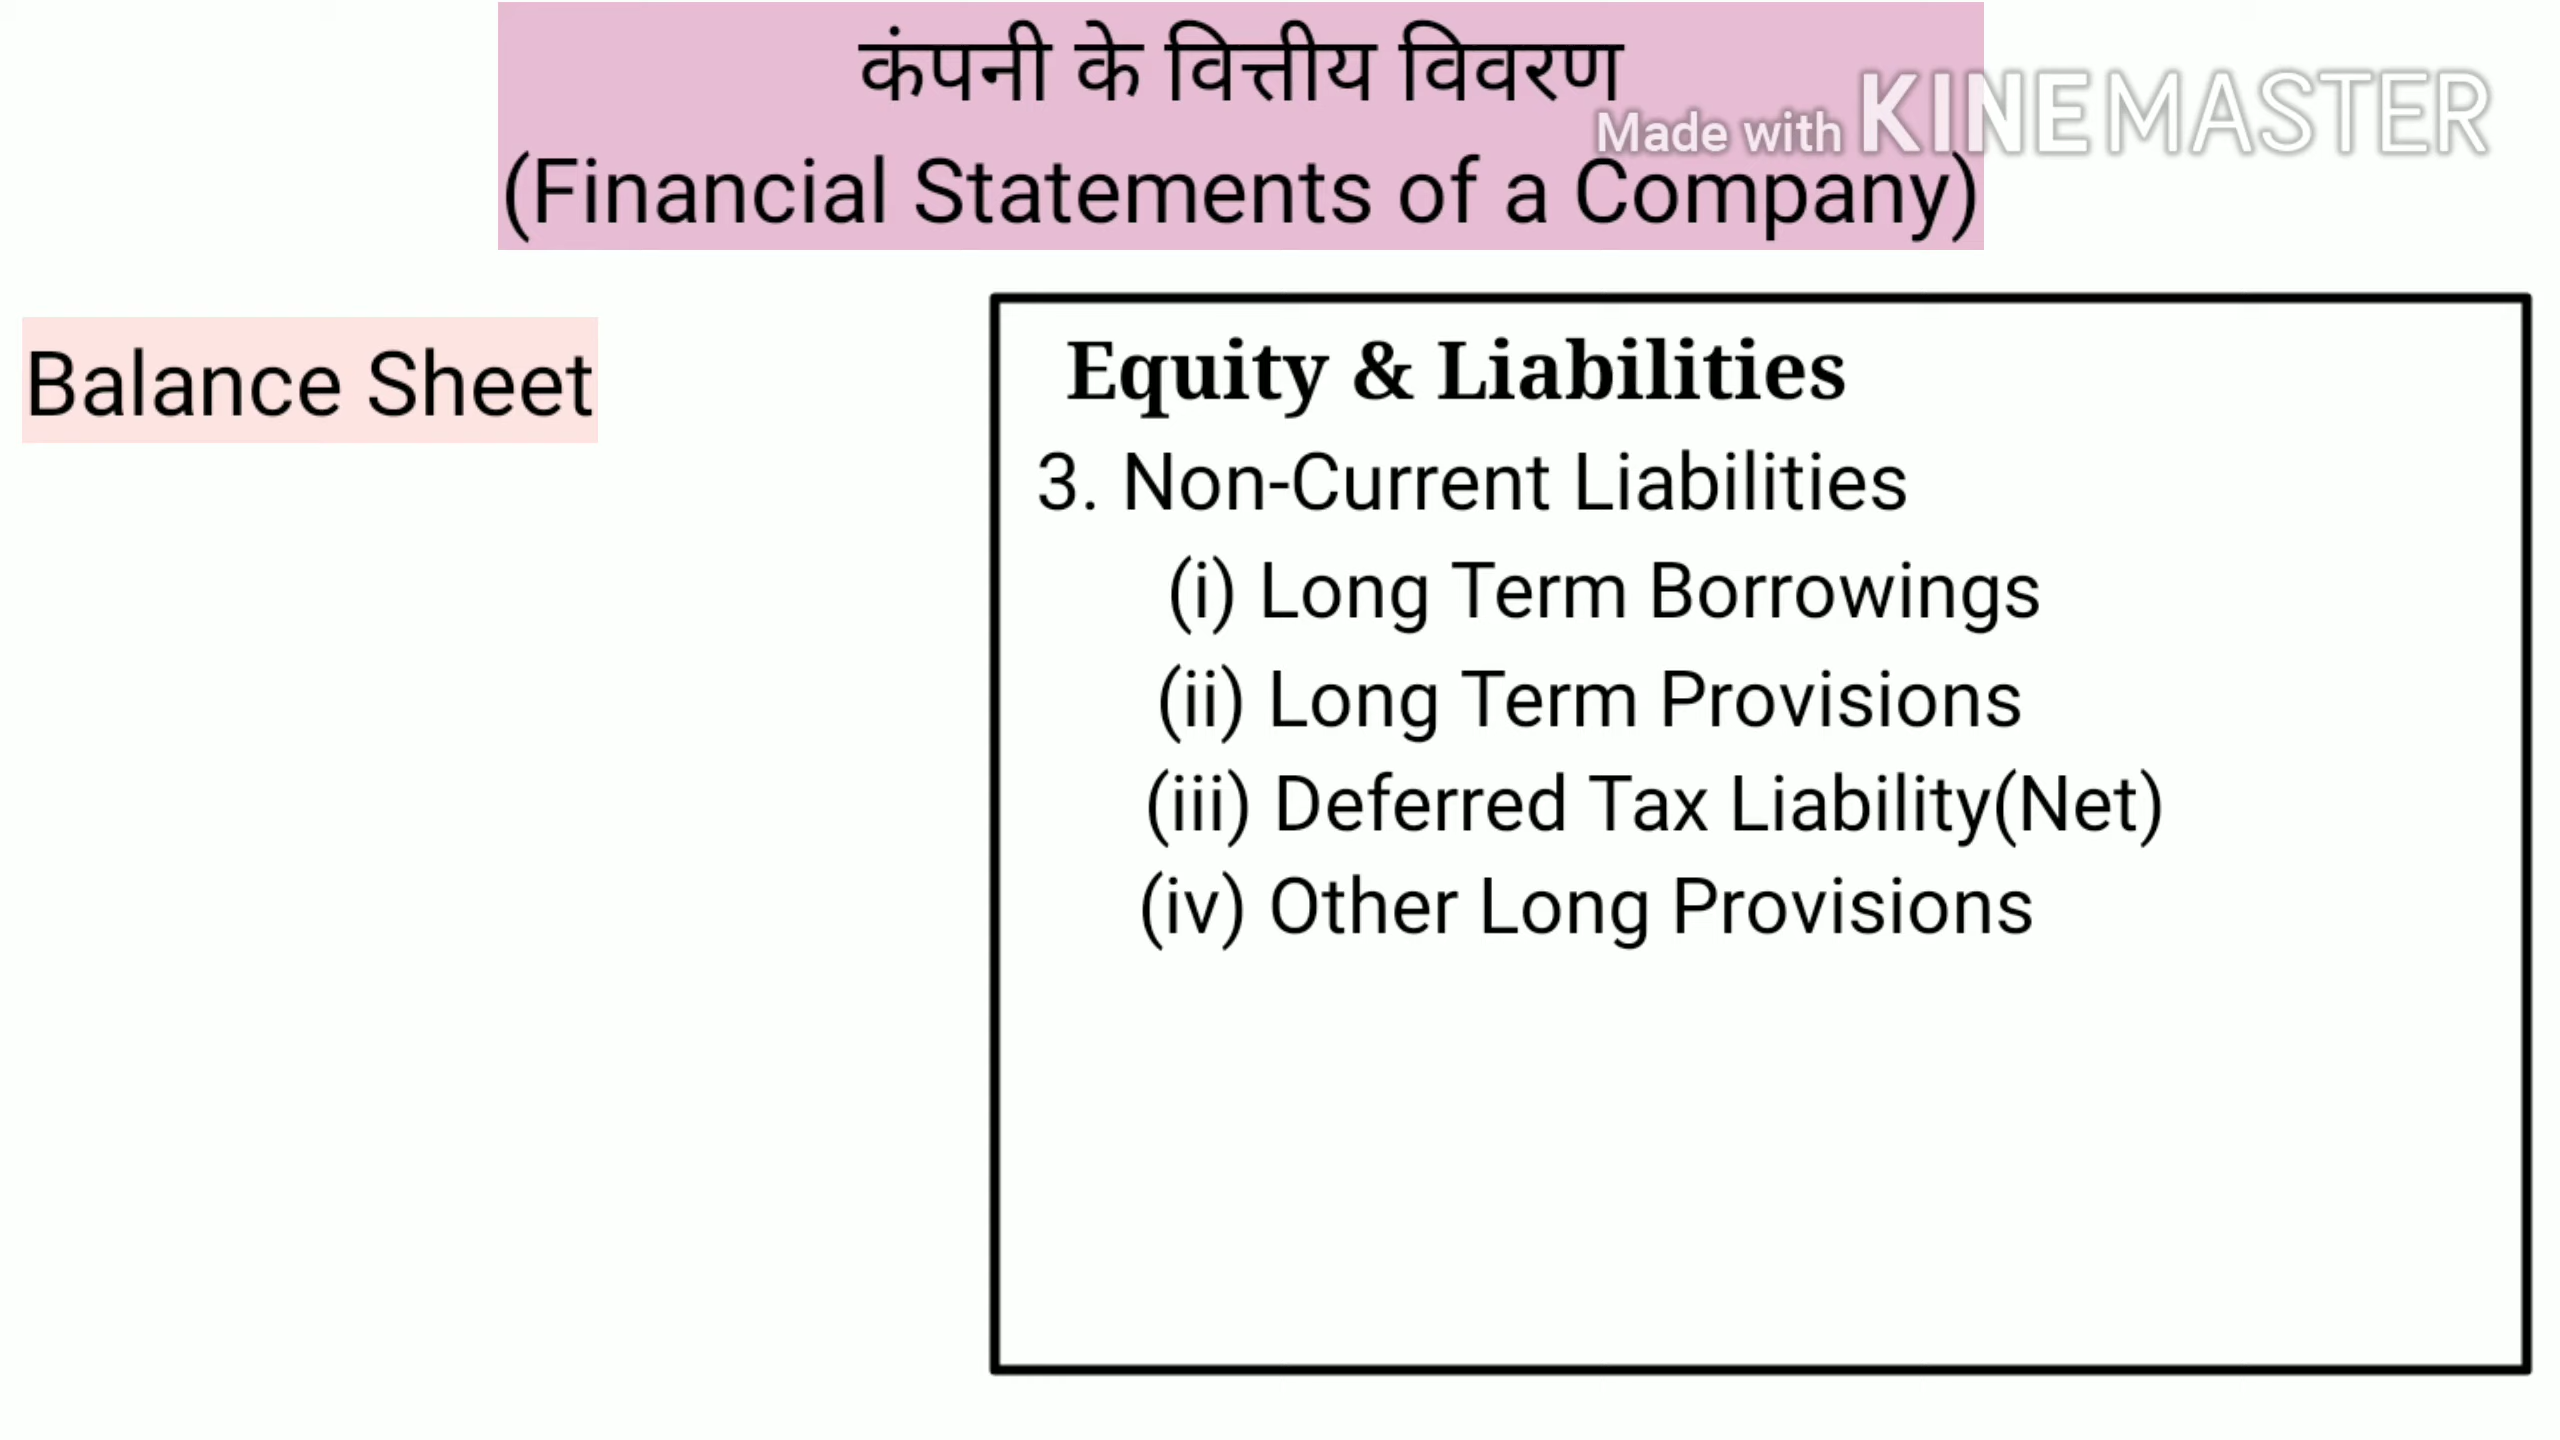 कंपनी के वित्तीय विवरण
Made with KINEMASTER
(Financial Statements of a Company)
Balance Sheet
Equity & Liabilities
3. Non-Current Liabilities
(i) Long Term Borrowings
(ii) Long Term Provisions
(iii) Deferred Tax Liability(Net)
(iv) Other Long Provisions